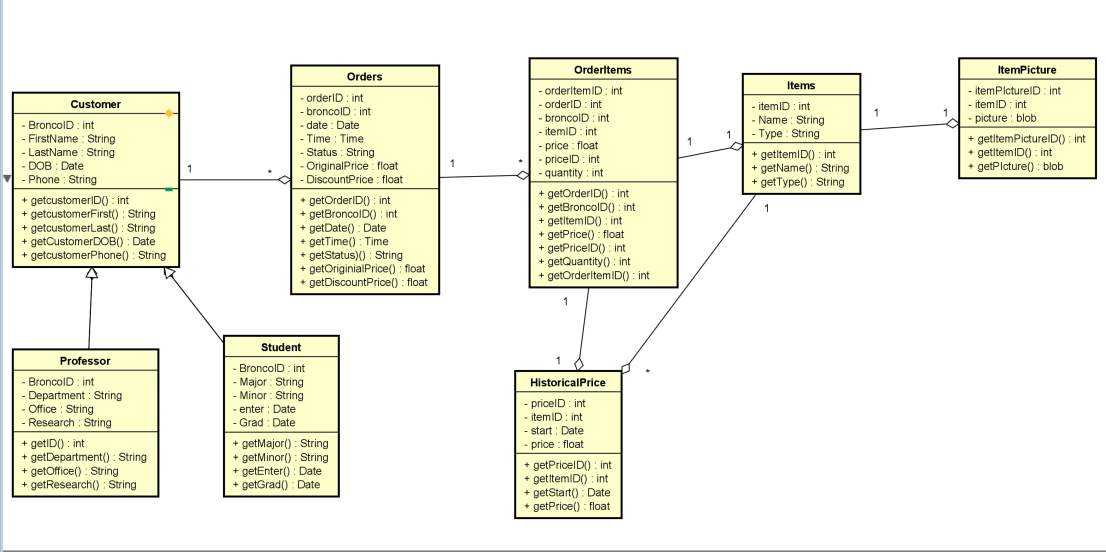 Customer
- BroncoID : int
- FirstName : String
- LastName : String
- DOB : Date
- Phone : String
+ getcustomerID() : int
+ getcustomerFirst() : String
+ getcustomerLast() : String
+ getCustomerDOB() : Date
+ getcustomerPhone() : String
1
*
Orders
- orderID : int
- broncoID : int
- date : Date
- Time : Time
- Status : String
- OriginalPrice : float
- DiscountPrice : float
+ getOrderID() : int
+ getBroncoID() : int
+ getDate() : Date
+ getTime() : Time
+ getStatus)() : String
+ getOriginialPrice() : float
+ getDiscountPrice() : float
1
*
OrderItems
- orderItemID : int
- orderID : int
- broncoID : int
- itemID : int
- price : float
- priceID : int
- quantity : int
+ getOrderID() : int
+ getBroncoID() : int
+ getItemID() : int
+ getPrice() : float
+ getPriceID() : int
+ getQuantity() : int
+ getOrderItemID() : int
1
1
Items
- itemID : int
- Name : String
- Type : String
+ getItemID() : int
+ getName() : String
+ getType() : String
1
1
ItemPicture
- itemPIctureID : int
- itemID : int
- picture : blob
+ getItemPictureID() : int
+ getItemID() : int
+ getPIcture() : blob
1
1
1
*
Professor
- BroncoID : int
- Department : String
- Office : String
- Research : String
+ getID() : int
+ getDepartment() : String
+ getOffice() : String
+ getResearch() : String
Student
- BroncoID : int
- Major : String
- Minor : String
- enter : Date
- Grad : Date
+ getMajor() : String
+ getMinor() : String
+ getEnter() : Date
+ getGrad() : Date
HistoricalPrice
- priceID : int
- itemID : int
- start : Date
- price : float
+ getPriceID() : int
+ getItemID() : int
+ getStart() : Date
+ getPrice() : float